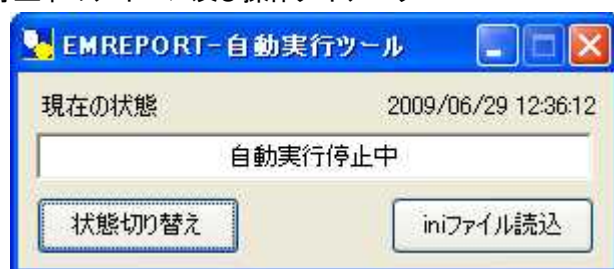 EMREPORT-自動実行ツール
現在の状態 2009/06/29 12:36:12
自動実行停止中
状態切り替え iniファイル読込